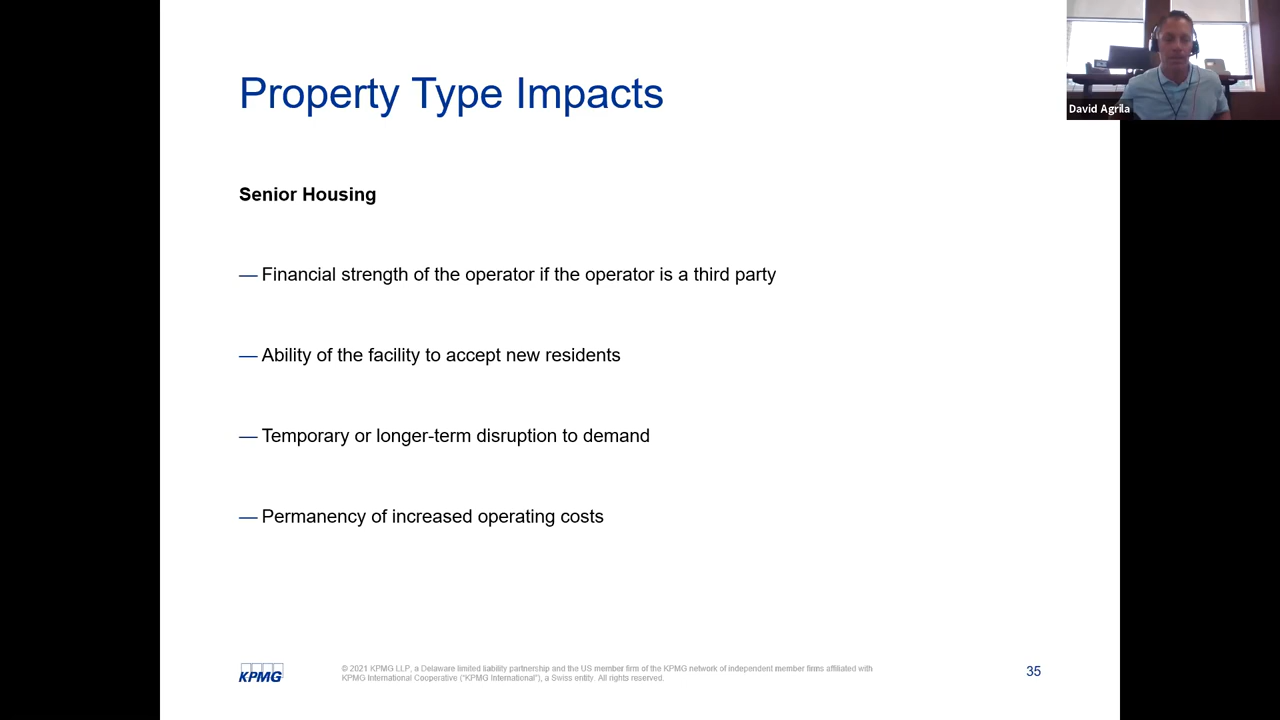 Property Type Impacts
David Agrila
Senior Housing
— Financial strength of the operator if the operator is a third party
— Ability of the facility to accept new residents
— Temporary or longer-term disruption to demand
— Permanency of increased operating costs
KPMG
© 2021 KPMG LLP, a Delaware limited liability partnership and the US member firm of the KPMG network of independent member firms affiliated with
KPMG International Cooperative ("KPMG International"), a Swiss entity. All rights reserved.
35